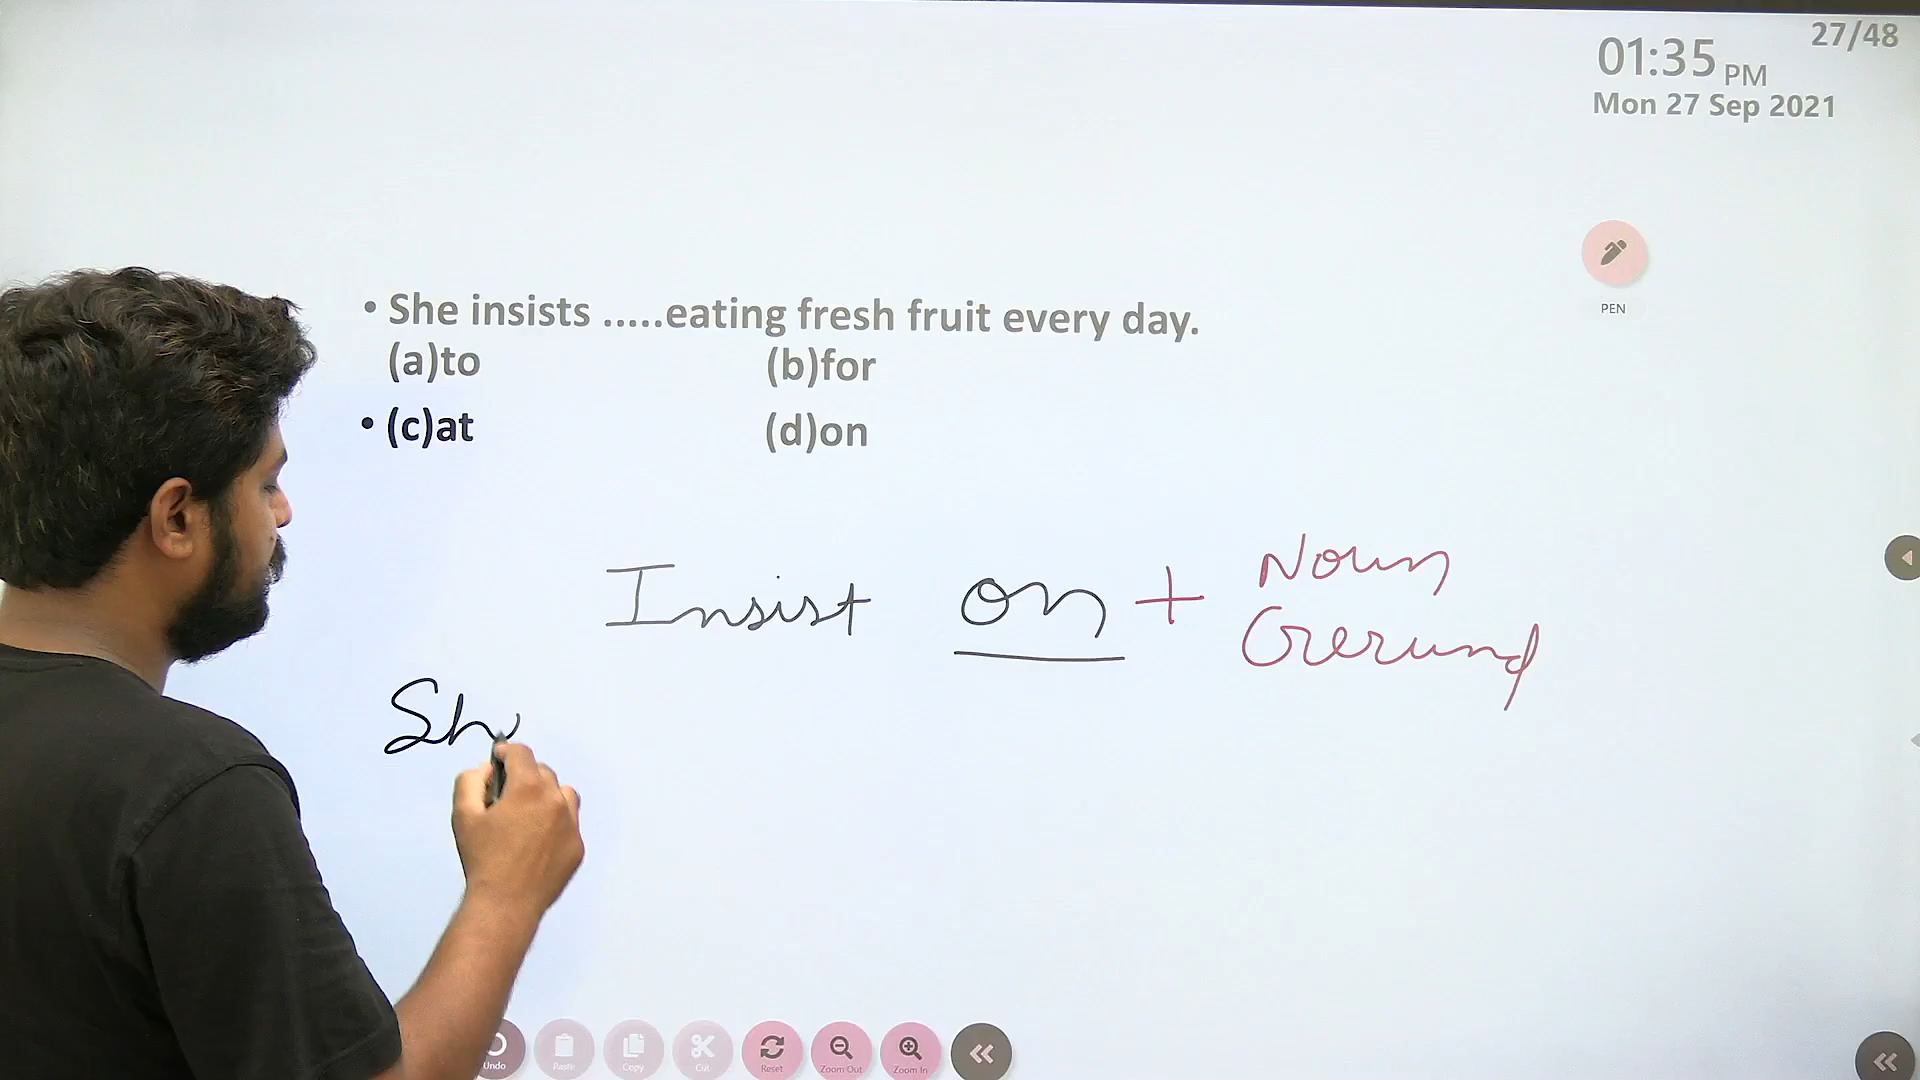 27/48
01:35 PM
Mon 27 Sep 2021
PEN
• She insists .....eating fresh fruit every day.
(a)to (b)for
• (c)at (d)on
Insist on + Noun
Gerund
Sh
Undo Paste Copy Cut Reset Zoom Out Zoom In